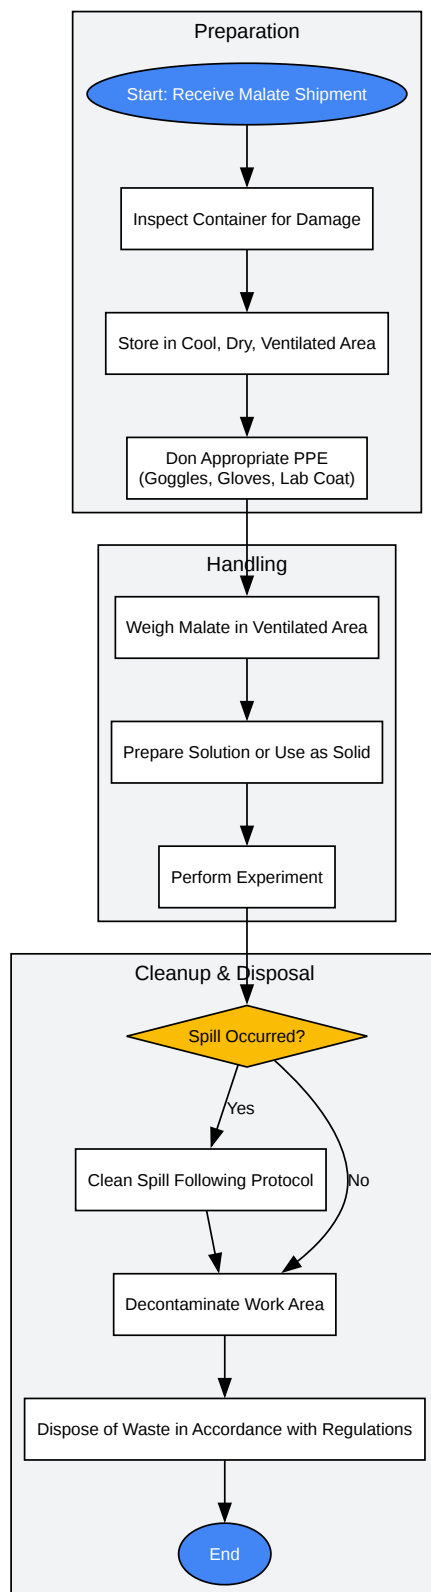 Preparation
Start: Receive Malate Shipment
Inspect Container for Damage
Store in Cool, Dry, Ventilated Area
Don Appropriate PPE
(Goggles, Gloves, Lab Coat)
Handling
Weigh Malate in Ventilated Area
Prepare Solution or Use as Solid
Perform Experiment
Cleanup & Disposal
Spill Occurred?
Yes
Clean Spill Following Protocol
No
Decontaminate Work Area
Dispose of Waste in Accordance with Regulations
End